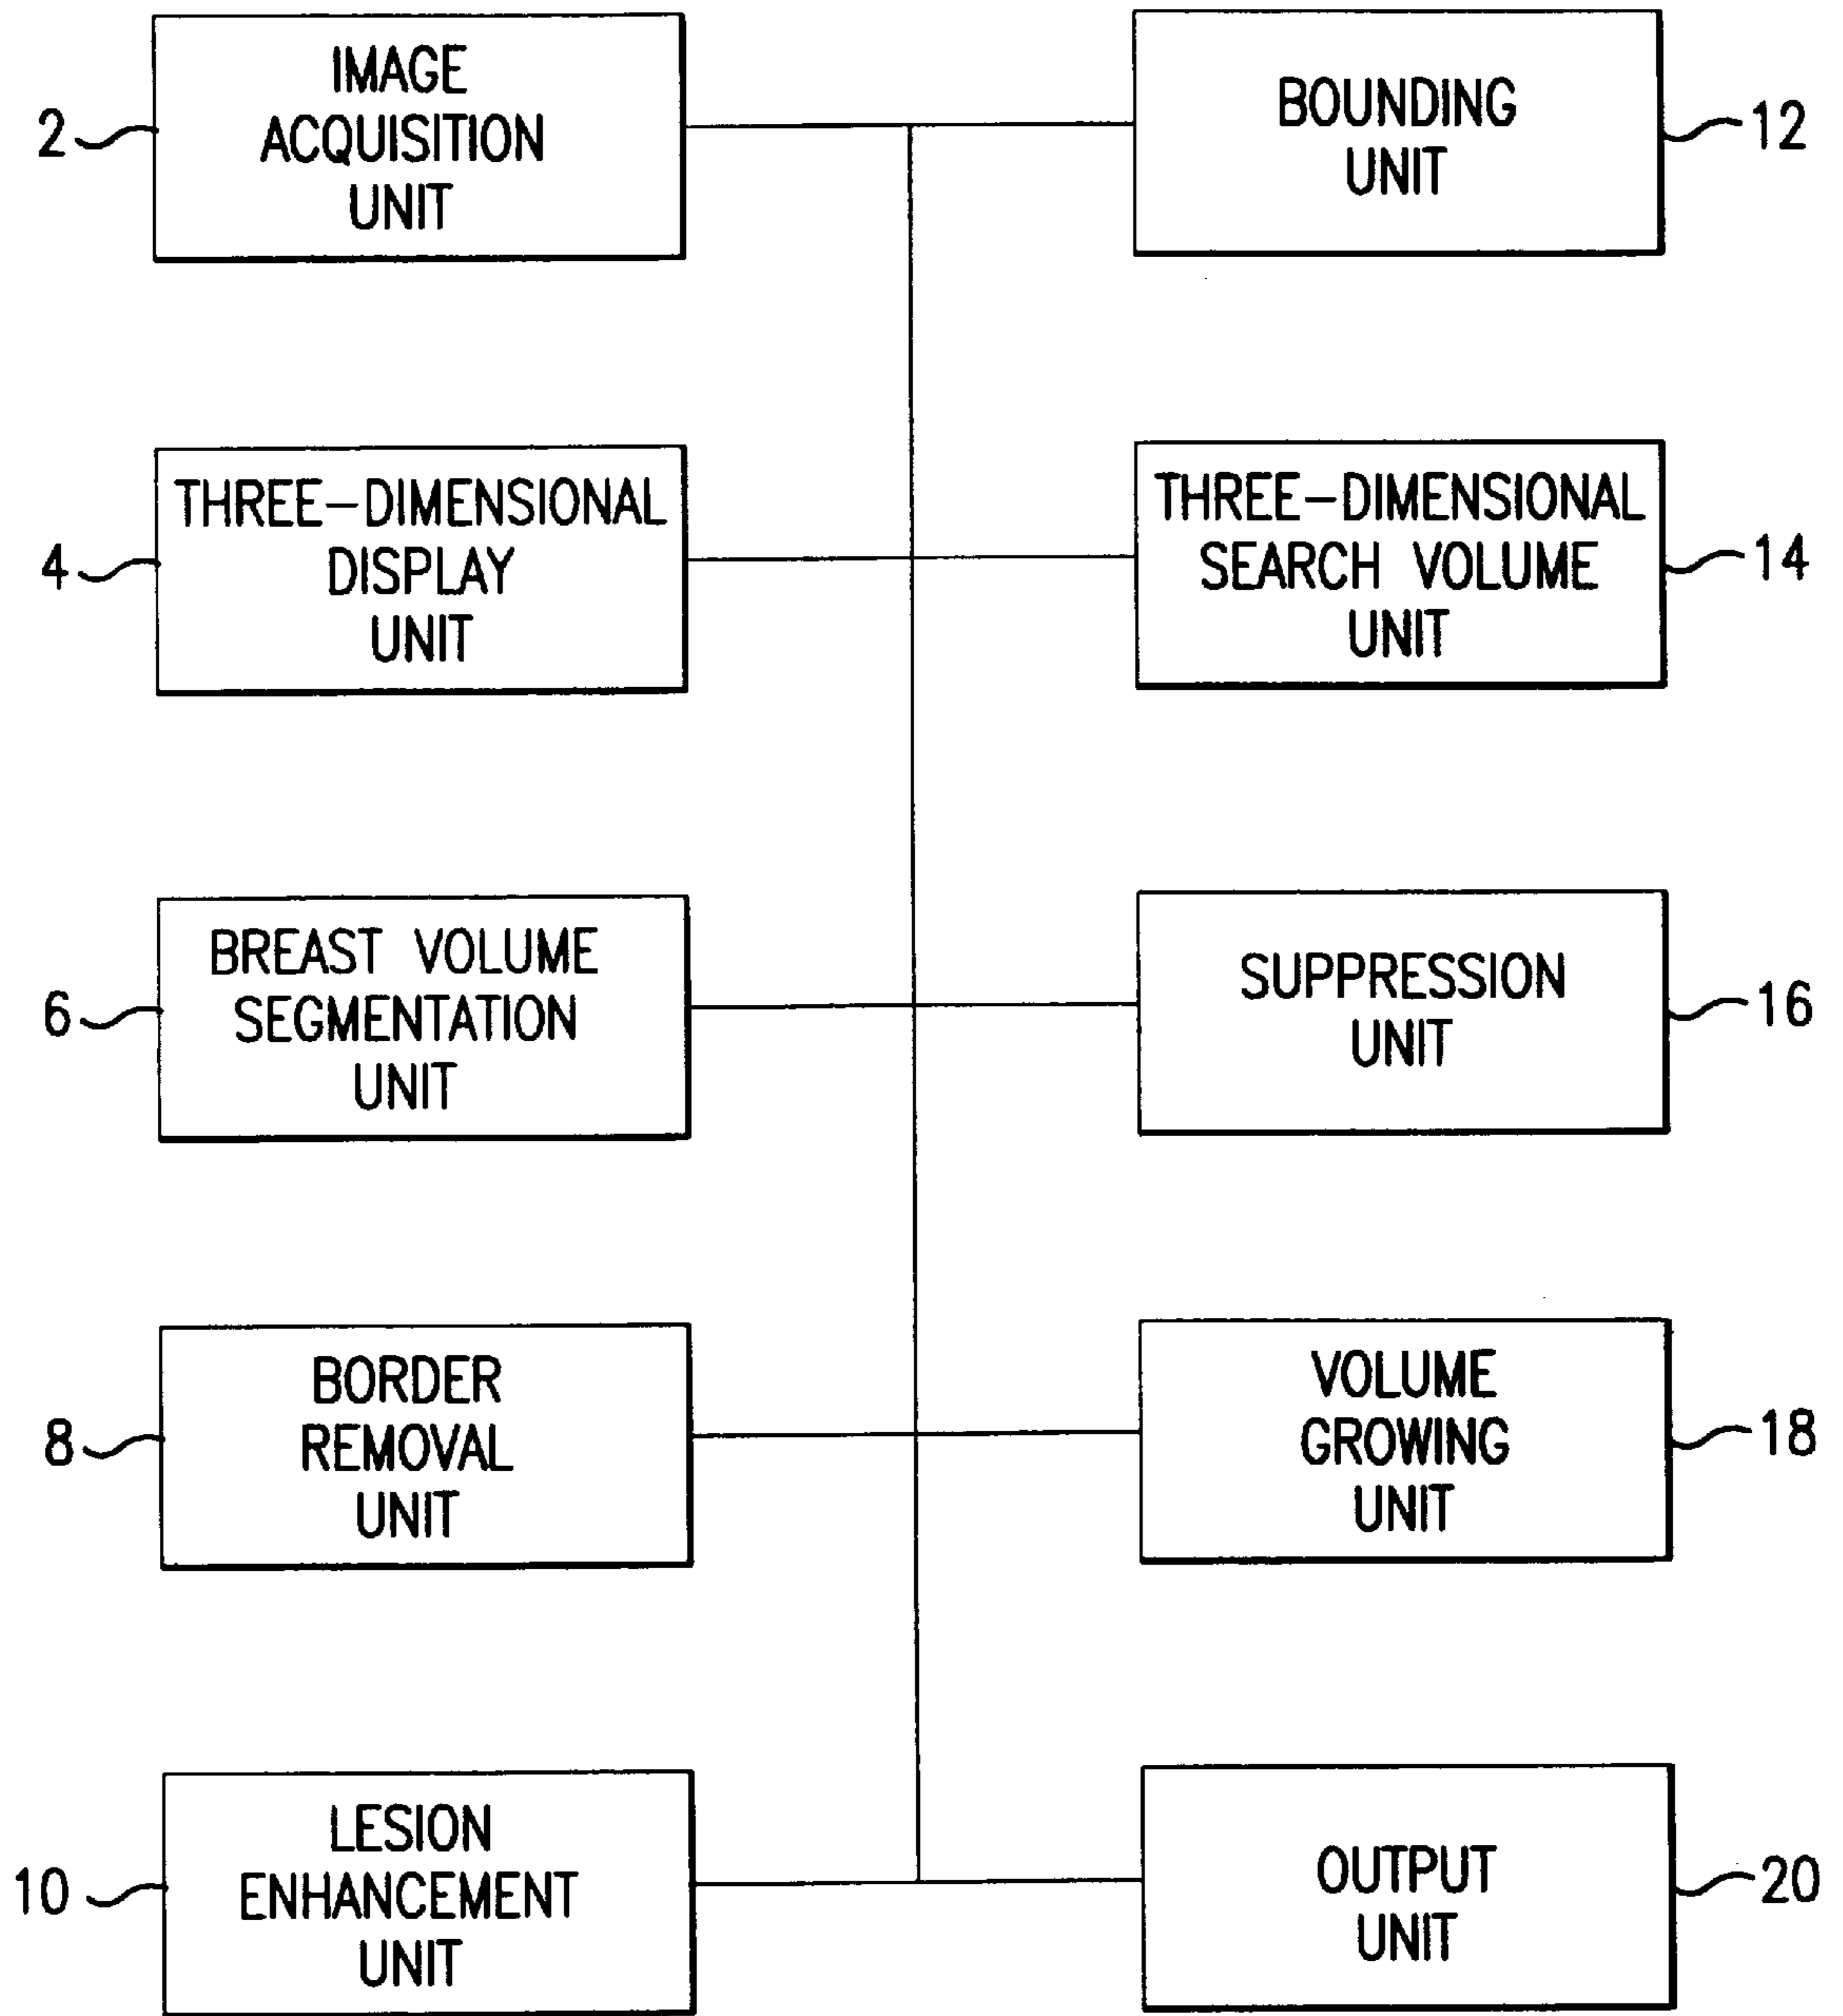 IMAGE
ACQUISITION
UNIT
2
BOUNDING
UNIT
12
THREE-DIMENSIONAL
DISPLAY
UNIT
4
THREE-DIMENSIONAL
SEARCH VOLUME
UNIT
14
BREAST VOLUME
SEGMENTATION
UNIT
6
SUPPRESSION
UNIT
16
BORDER
REMOVAL
UNIT
8
VOLUME
GROWING
UNIT
18
LESION
ENHANCEMENT
UNIT
10
OUTPUT
UNIT
20